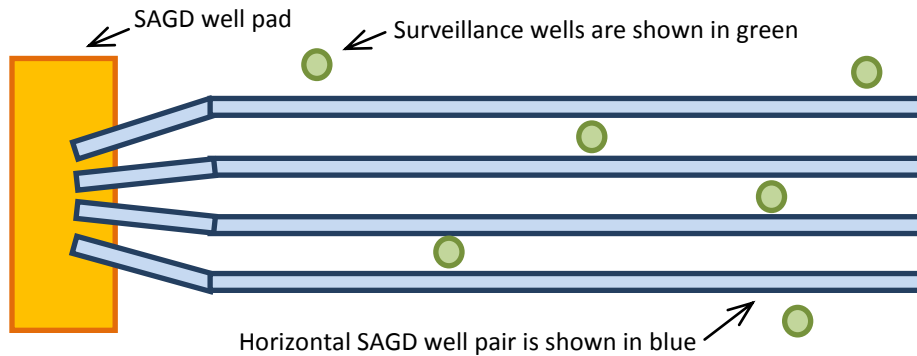 SAGD well pad
Surveillance wells are shown in green
Horizontal SAGD well pair is shown in blue